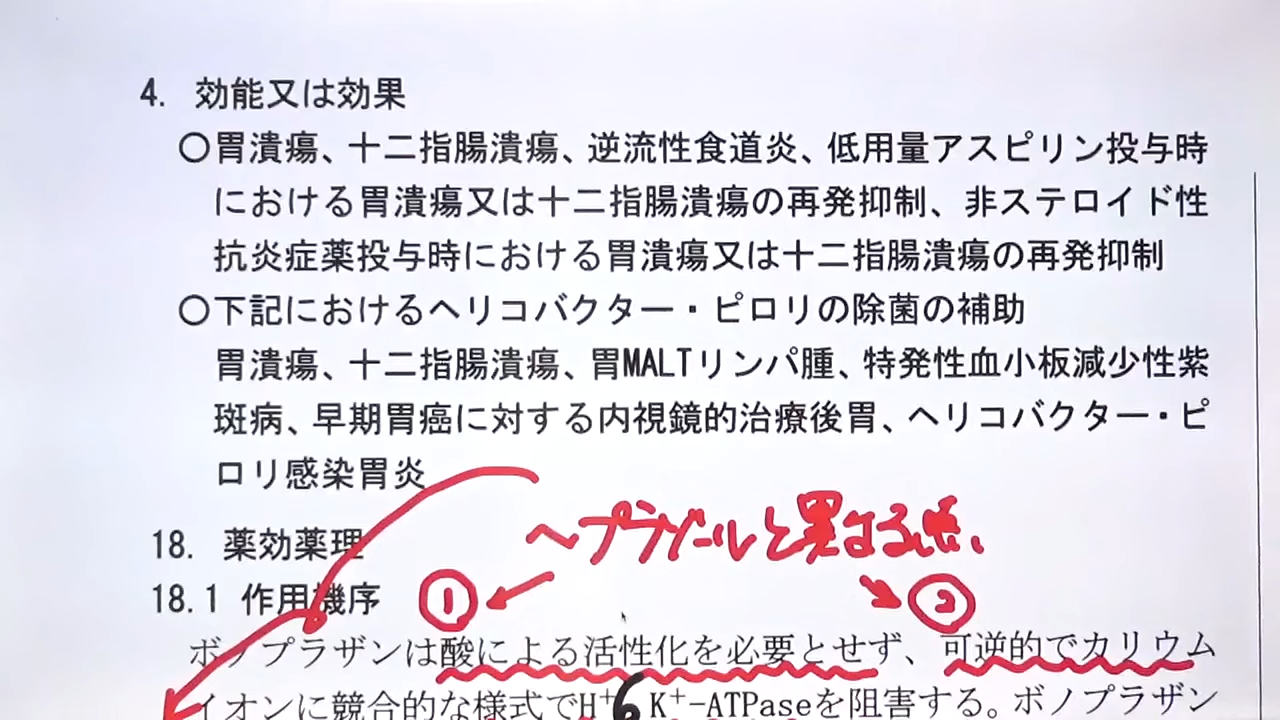 4. 効能又は効果
○胃潰瘍、十二指腸潰瘍、逆流性食道炎、低用量アスピリン投与時
における胃潰瘍又は十二指腸潰瘍の再発抑制、非ステロイド性
抗炎症薬投与時における胃潰瘍又は十二指腸潰瘍の再発抑制
○下記におけるヘリコバクター・ピロリの除菌の補助
胃潰瘍、十二指腸潰瘍、胃MALTリンパ腫、特発性血小板減少性紫
斑病、早期胃癌に対する内視鏡的治療後胃、ヘリコバクター・ピ
ロリ感染胃炎
〜プラゾールと異なる点、
18. 薬効薬理
18.1 作用機序
① ②
ボノプラザンは酸による活性化を必要とせず、可逆的でカリウム
イオンに競合的な様式でH⁺ 6 K⁺-ATPaseを阻害する。ボノプラザン